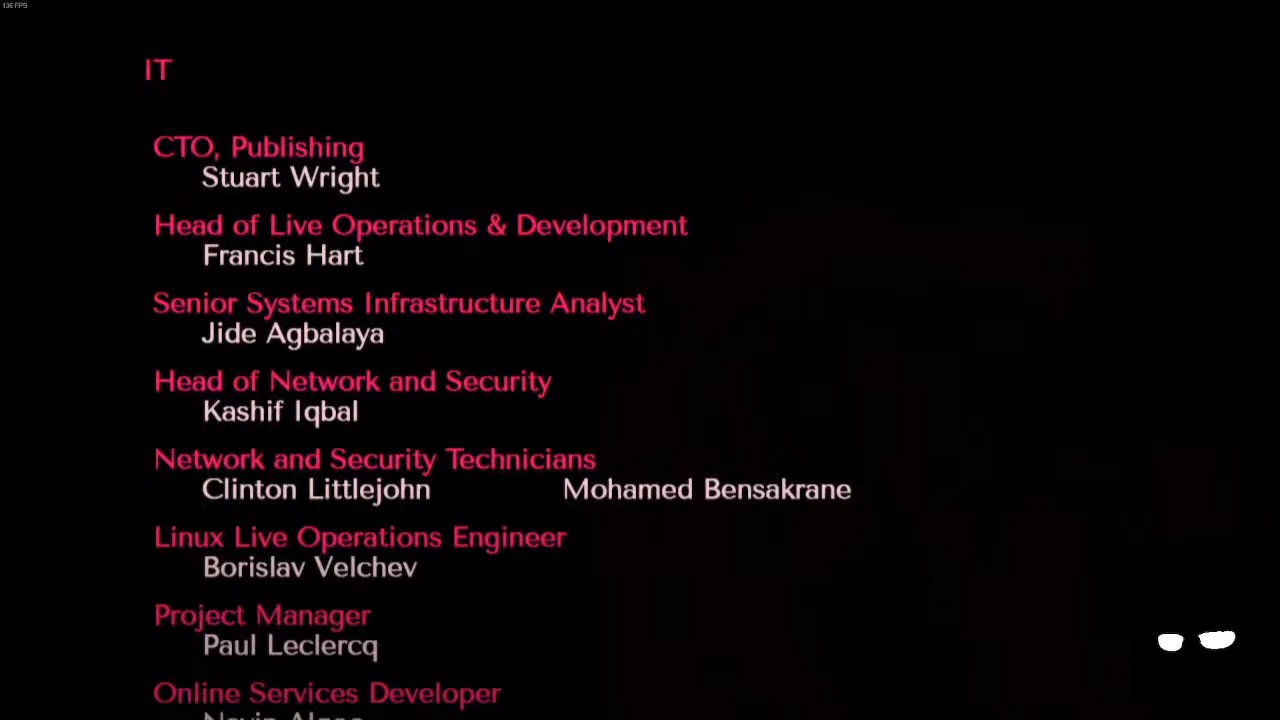 136 FPS
IT
CTO, Publishing
Stuart Wright
Head of Live Operations & Development
Francis Hart
Senior Systems Infrastructure Analyst
Jide Agbalaya
Head of Network and Security
Kashif Iqbal
Network and Security Technicians
Clinton Littlejohn Mohamed Bensakrane
Linux Live Operations Engineer
Borislav Velchev
Project Manager
Paul Leclercq
Online Services Developer